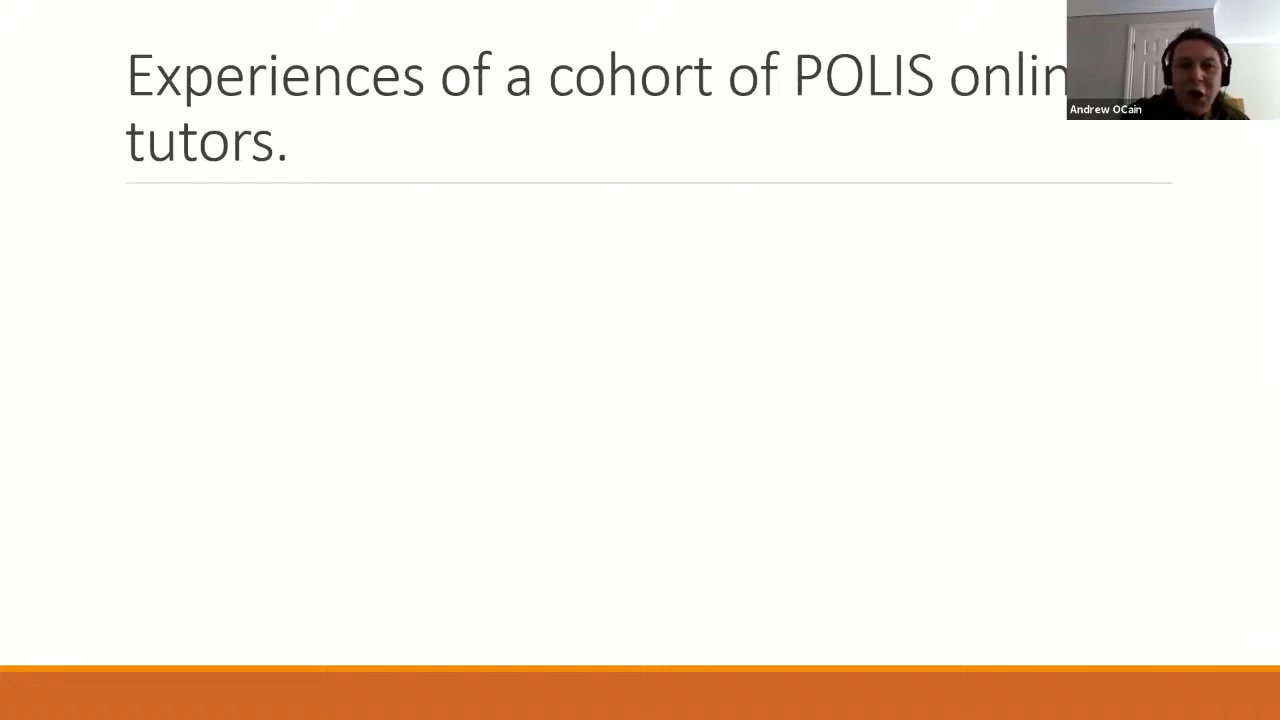 Experiences of a cohort of POLIS onlin
tutors.
Andrew OCain